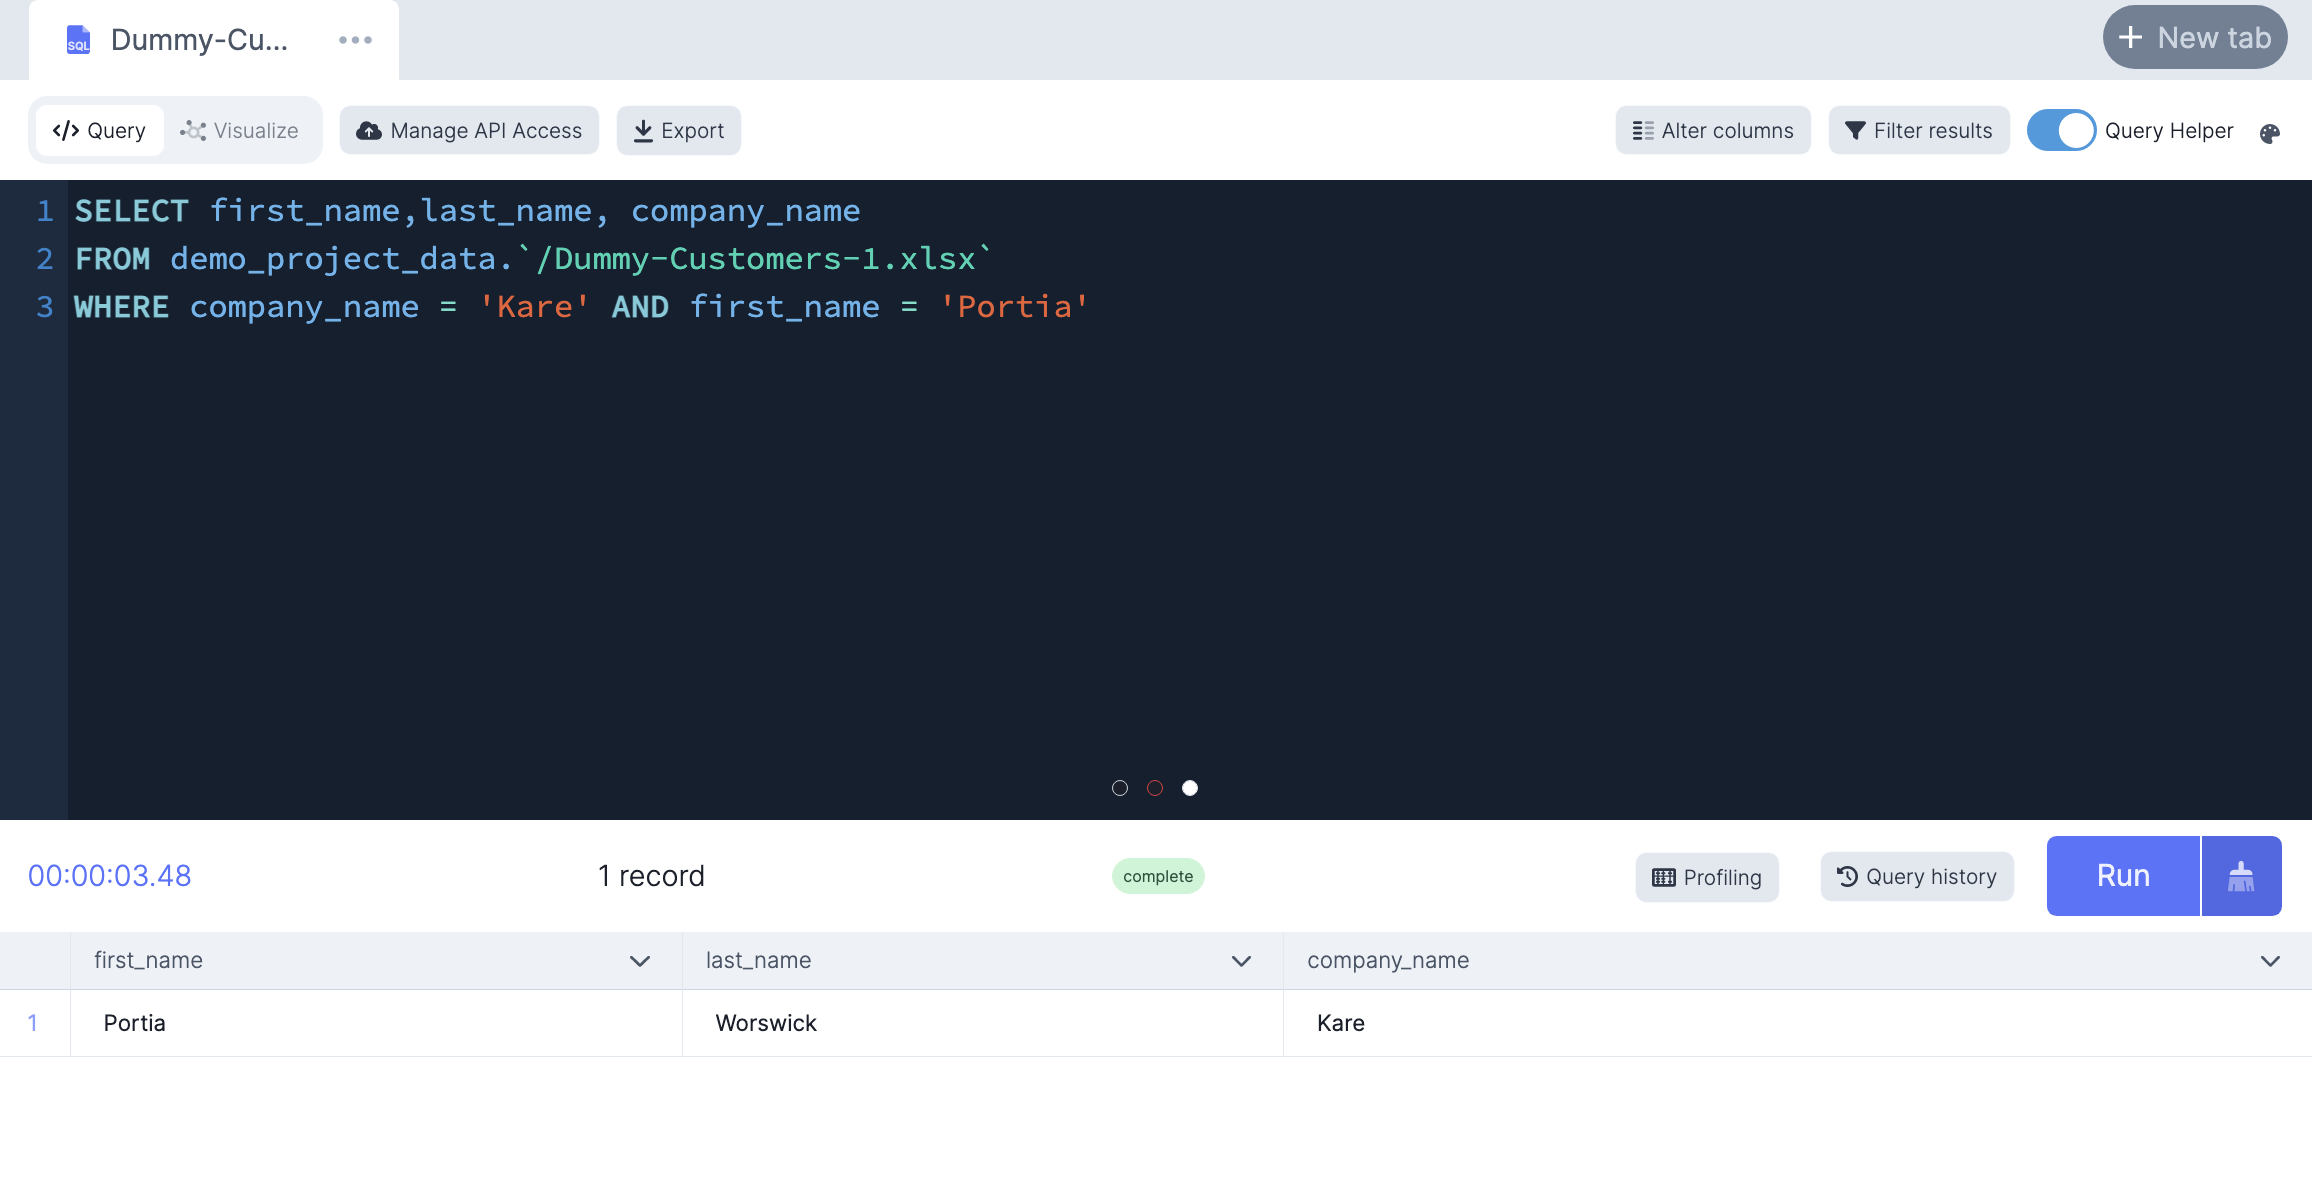 SQL Dummy-Cu... + New tab
</> Query Visualize Manage API Access Export Alter columns Filter results Query Helper
1 SELECT first_name,last_name, company_name
2 FROM demo_project_data.`/Dummy-Customers-1.xlsx`
3 WHERE company_name = 'Kare' AND first_name = 'Portia'
00:00:03.48 1 record complete Profiling Query history Run
first_name last_name company_name
1 Portia Worswick Kare